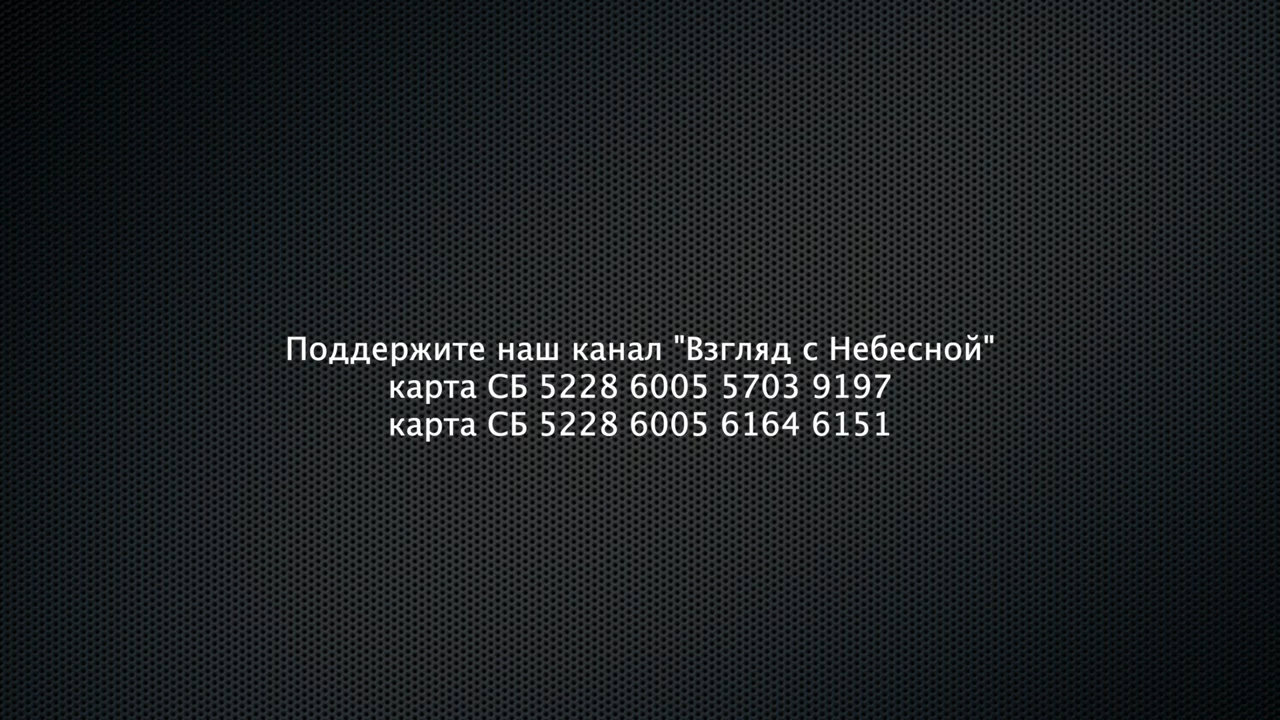 Поддержите наш канал "Взгляд с Небесной"
карта СБ 5228 6005 5703 9197
карта СБ 5228 6005 6164 6151